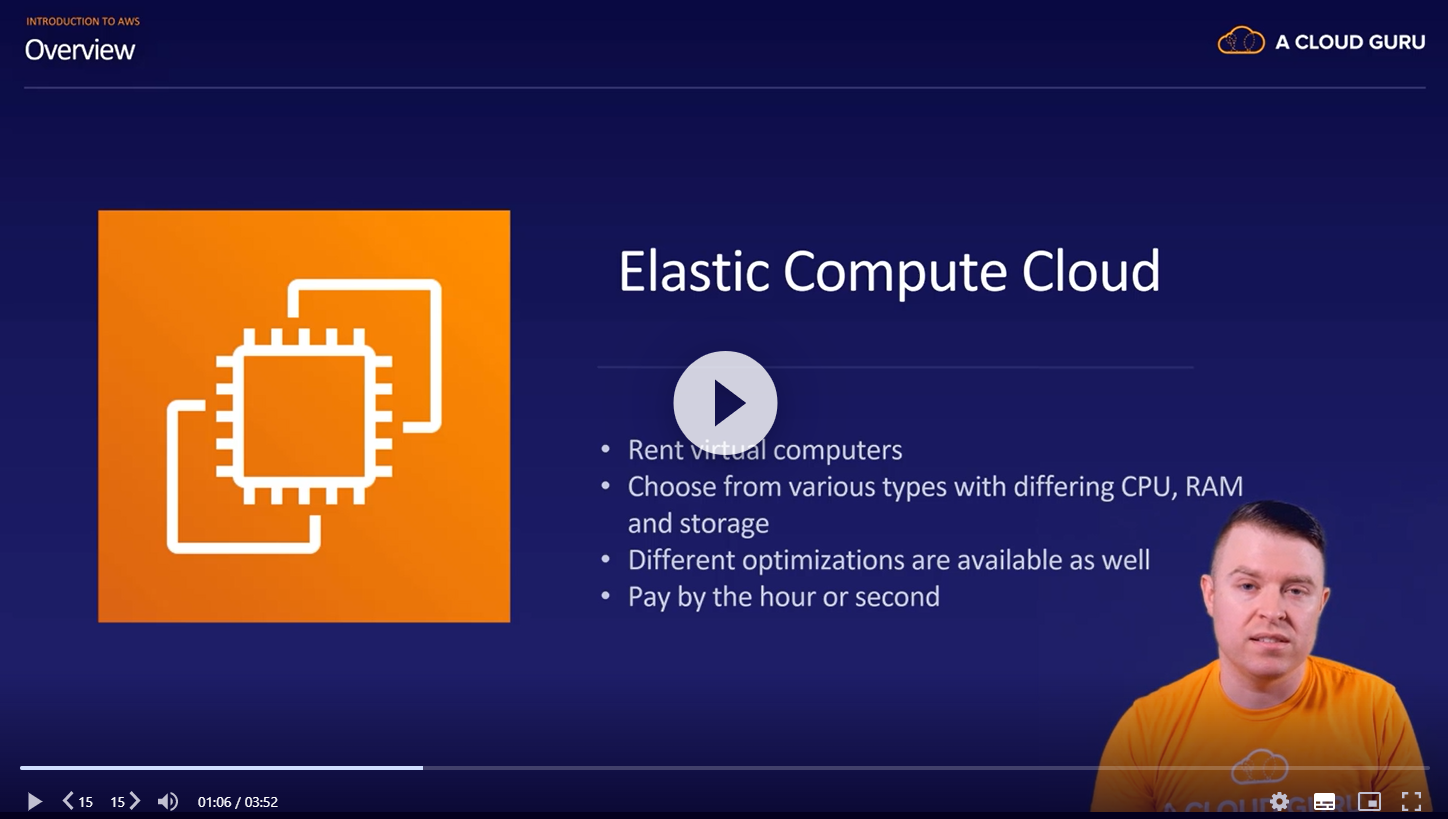 INTRODUCTION TO AWS
Overview
A CLOUD GURU
Elastic Compute Cloud
• Rent virtual computers
• Choose from various types with differing CPU, RAM
and storage
• Different optimizations are available as well
• Pay by the hour or second
15 15 01:06 / 03:52
A CLOUD GURU